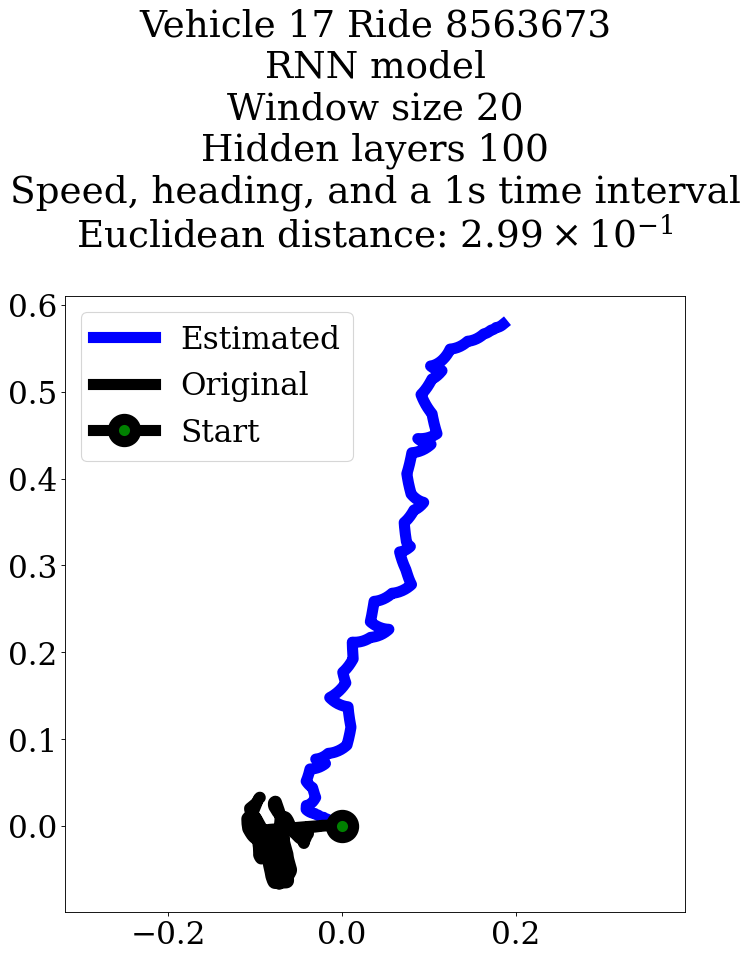 Vehicle 17 Ride 8563673
RNN model
Window size 20
Hidden layers 100
Speed, heading, and a 1s time interval
Euclidean distance: 2.99 × 10⁻¹
0.6
0.5
0.4
0.3
0.2
0.1
0.0
Estimated
Original
Start
−0.2
0.0
0.2